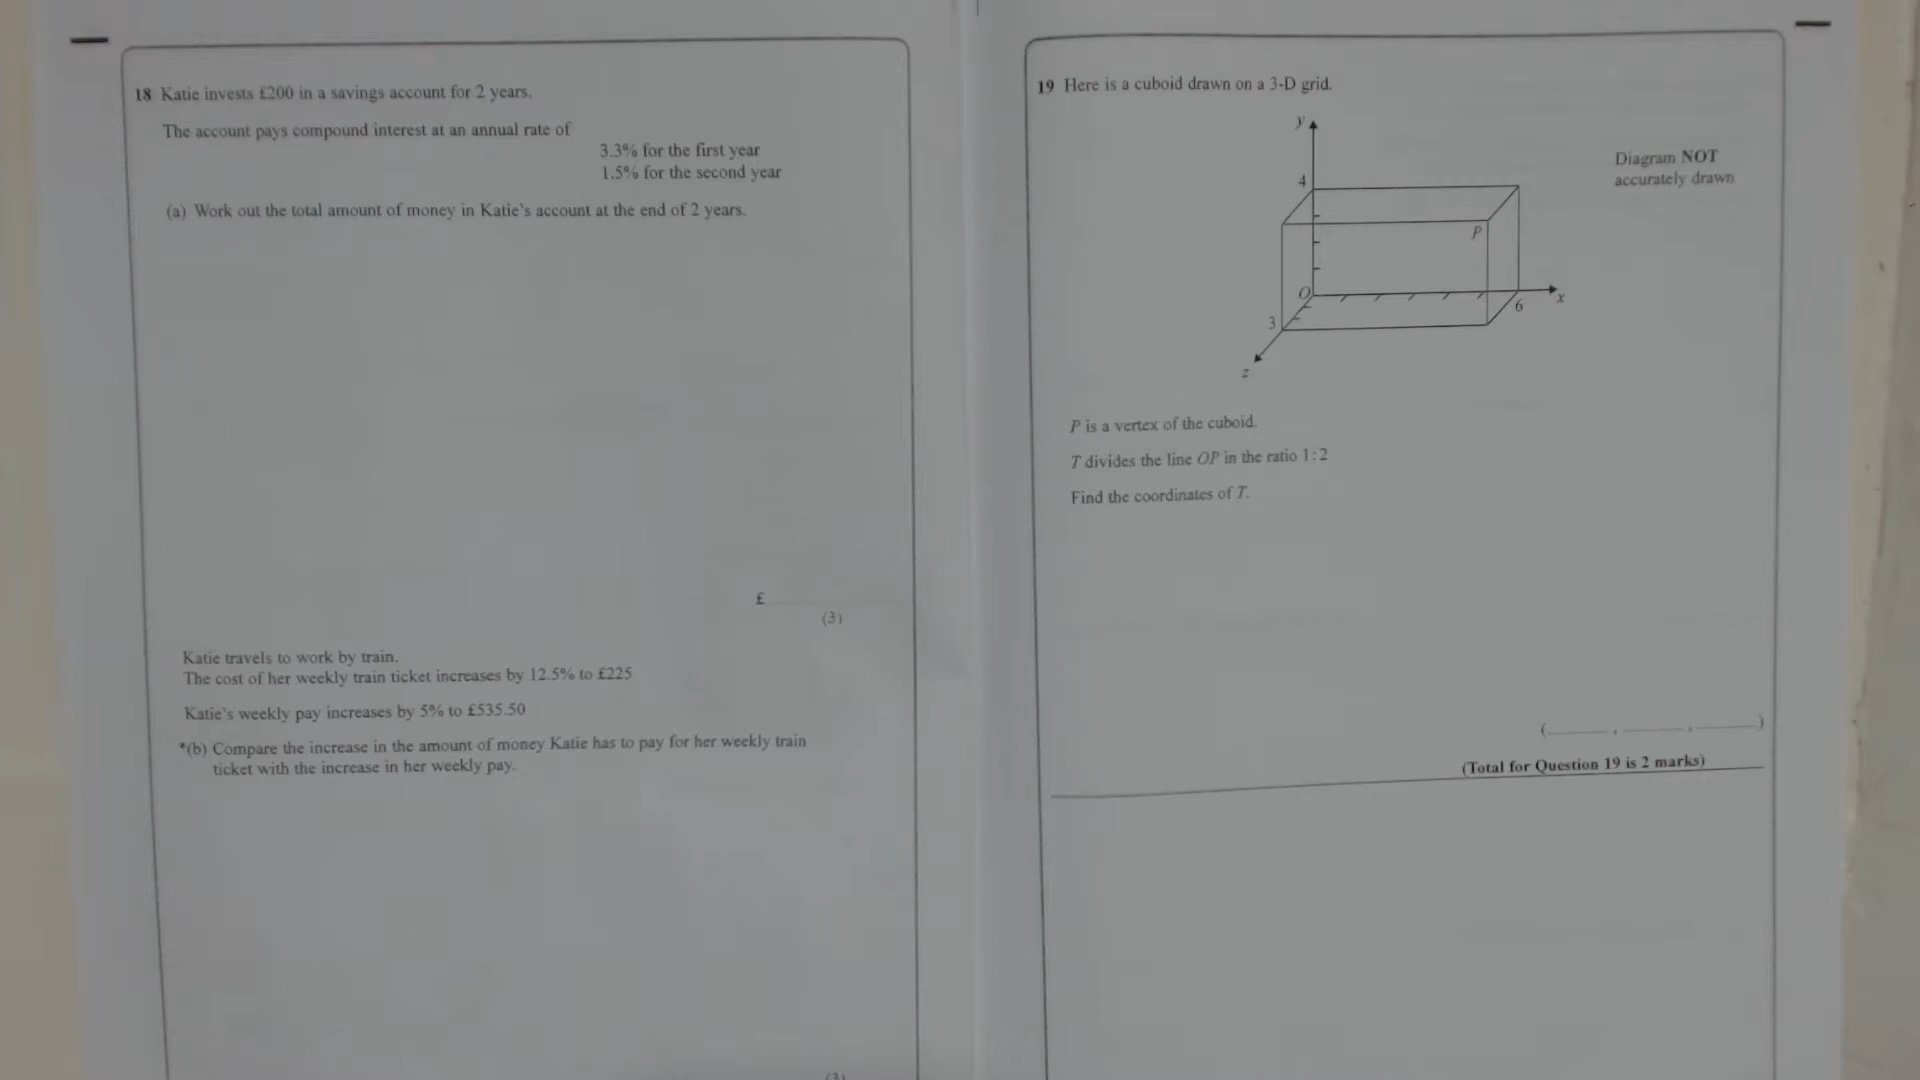 18 Katie invests £200 in a savings account for 2 years.
The account pays compound interest at an annual rate of
3.3% for the first year
1.5% for the second year
(a) Work out the total amount of money in Katie's account at the end of 2 years.
£
(3)
Katie travels to work by train.
The cost of her weekly train ticket increases by 12.5% to £225
Katie's weekly pay increases by 5% to £535.50
*(b) Compare the increase in the amount of money Katie has to pay for her weekly train
ticket with the increase in her weekly pay.
(3)
19 Here is a cuboid drawn on a 3-D grid.
y
Diagram NOT
accurately drawn
4
P
O
x
6
3
z
P is a vertex of the cuboid.
T divides the line OP in the ratio 1:2
Find the coordinates of T.
(............ , ............ , ............)
(Total for Question 19 is 2 marks)